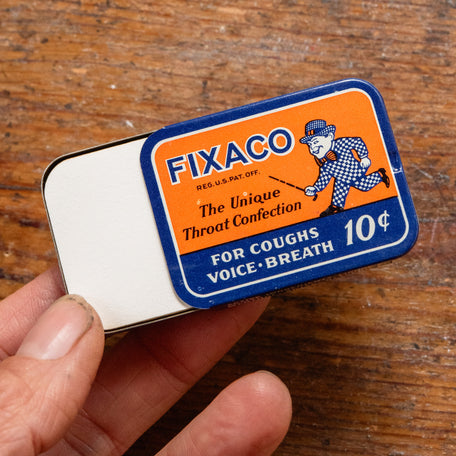 FIXACO
REG.U.S.PAT.OFF.
The Unique
Throat Confection
FOR COUGHS
VOICE·BREATH
10¢